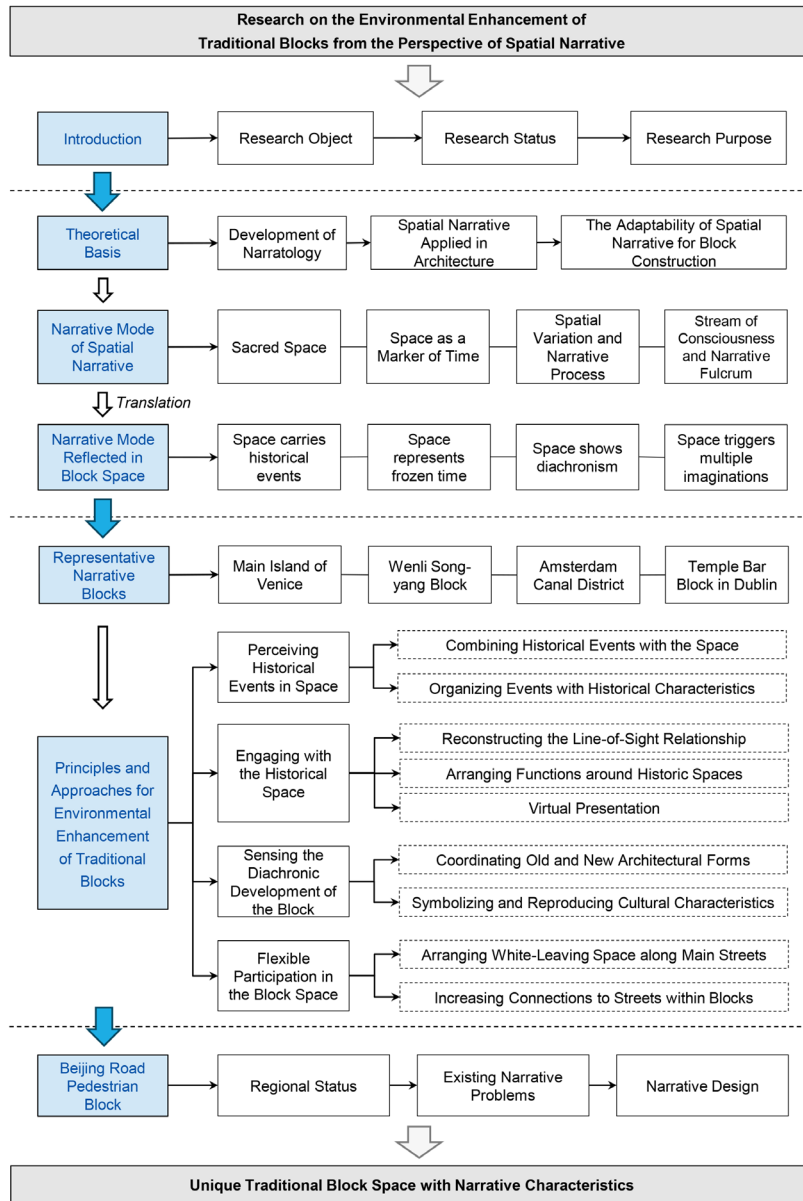 Research on the Environmental Enhancement of
Traditional Blocks from the Perspective of Spatial Narrative
Introduction
Research Object
Research Status
Research Purpose
Theoretical
Basis
Development of
Narratology
Spatial Narrative
Applied in
Architecture
The Adaptability of Spatial
Narrative for Block
Construction
Narrative Mode
of Spatial
Narrative
Sacred Space
Space as a
Marker of Time
Spatial
Variation and
Narrative
Process
Stream of
Consciousness
and Narrative
Fulcrum
Translation
Narrative Mode
Reflected in
Block Space
Space carries
historical
events
Space
represents
frozen time
Space shows
diachronism
Space triggers
multiple
imaginations
Representative
Narrative
Blocks
Main Island of
Venice
Wenli Song-
yang Block
Amsterdam
Canal District
Temple Bar
Block in Dublin
Principles and
Approaches for
Environmental
Enhancement
of Traditional
Blocks
Perceiving
Historical
Events in Space
Combining Historical Events with the Space
Organizing Events with Historical Characteristics
Engaging with
the Historical
Space
Reconstructing the Line-of-Sight Relationship
Arranging Functions around Historic Spaces
Virtual Presentation
Sensing the
Diachronic
Development of
the Block
Coordinating Old and New Architectural Forms
Symbolizing and Reproducing Cultural Characteristics
Flexible
Participation in
the Block Space
Arranging White-Leaving Space along Main Streets
Increasing Connections to Streets within Blocks
Beijing Road
Pedestrian
Block
Regional Status
Existing Narrative
Problems
Narrative Design
Unique Traditional Block Space with Narrative Characteristics